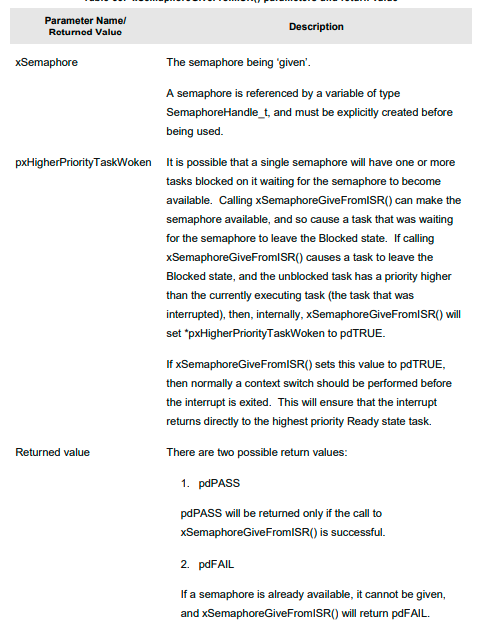 Parameter Name/
Returned Value
Description
xSemaphore
The semaphore being 'given'.
A semaphore is referenced by a variable of type
SemaphoreHandle_t, and must be explicitly created before
being used.
pxHigherPriorityTaskWoken
It is possible that a single semaphore will have one or more
tasks blocked on it waiting for the semaphore to become
available. Calling xSemaphoreGiveFromISR() can make the
semaphore available, and so cause a task that was waiting
for the semaphore to leave the Blocked state. If calling
xSemaphoreGiveFromISR() causes a task to leave the
Blocked state, and the unblocked task has a priority higher
than the currently executing task (the task that was
interrupted), then, internally, xSemaphoreGiveFromISR() will
set *pxHigherPriorityTaskWoken to pdTRUE.
If xSemaphoreGiveFromISR() sets this value to pdTRUE,
then normally a context switch should be performed before
the interrupt is exited. This will ensure that the interrupt
returns directly to the highest priority Ready state task.
Returned value
There are two possible return values:
1. pdPASS
pdPASS will be returned only if the call to
xSemaphoreGiveFromISR() is successful.
2. pdFAIL
If a semaphore is already available, it cannot be given,
and xSemaphoreGiveFromISR() will return pdFAIL.